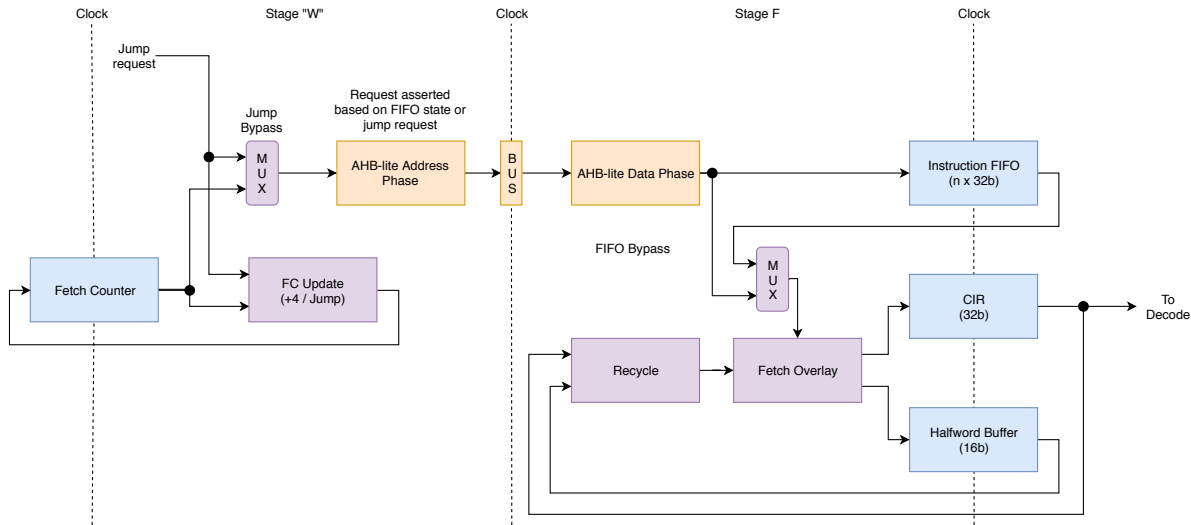 Clock
Stage "W"
Clock
Stage F
Clock
Jump
request
Request asserted
based on FIFO state or
jump request
Jump
Bypass
M
U
X
AHB-lite Address
Phase
B
U
S
AHB-lite Data Phase
Instruction FIFO
(n x 32b)
FIFO Bypass
M
U
X
Fetch Counter
FC Update
(+4 / Jump)
CIR
(32b)
To
Decode
Recycle
Fetch Overlay
Halfword Buffer
(16b)